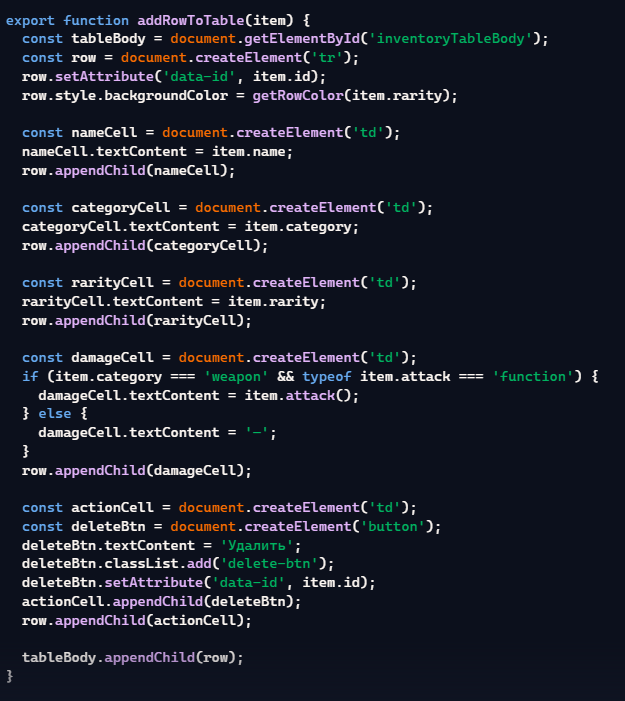 export function addRowToTable(item) {
  const tableBody = document.getElementById('inventoryTableBody');
  const row = document.createElement('tr');
  row.setAttribute('data-id', item.id);
  row.style.backgroundColor = getRowColor(item.rarity);

  const nameCell = document.createElement('td');
  nameCell.textContent = item.name;
  row.appendChild(nameCell);

  const categoryCell = document.createElement('td');
  categoryCell.textContent = item.category;
  row.appendChild(categoryCell);

  const rarityCell = document.createElement('td');
  rarityCell.textContent = item.rarity;
  row.appendChild(rarityCell);

  const damageCell = document.createElement('td');
  if (item.category === 'weapon' && typeof item.attack === 'function') {
    damageCell.textContent = item.attack();
  } else {
    damageCell.textContent = '—';
  }
  row.appendChild(damageCell);

  const actionCell = document.createElement('td');
  const deleteBtn = document.createElement('button');
  deleteBtn.textContent = 'Удалить';
  deleteBtn.classList.add('delete-btn');
  deleteBtn.setAttribute('data-id', item.id);
  actionCell.appendChild(deleteBtn);
  row.appendChild(actionCell);

  tableBody.appendChild(row);
}